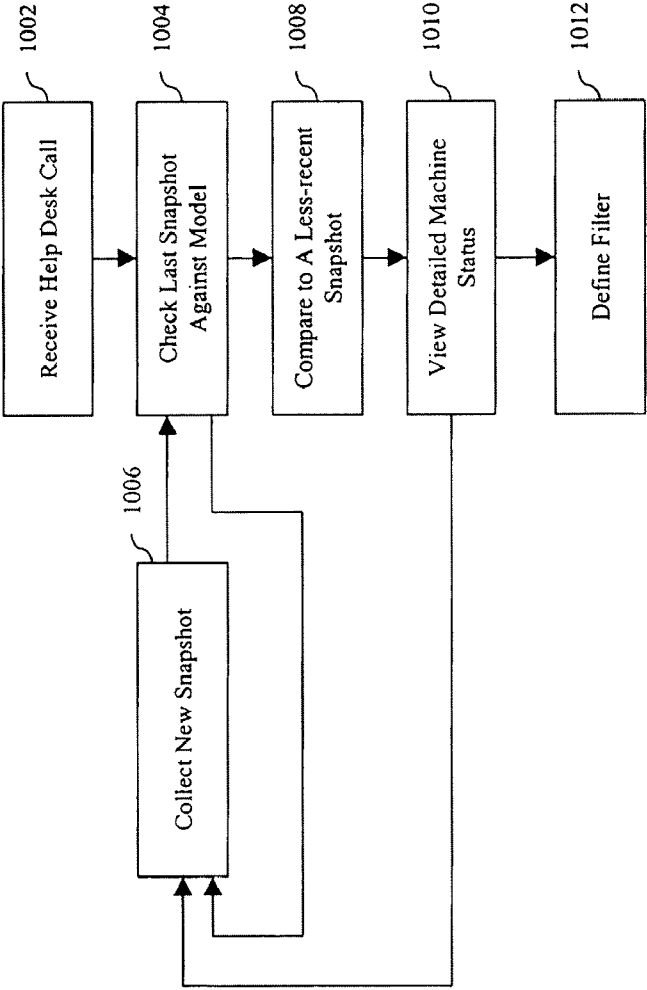 Receive Help Desk Call
1002
Check Last Snapshot
Against Model
1004
Collect New Snapshot
1006
Compare to A Less-recent
Snapshot
1008
View Detailed Machine
Status
1010
Define Filter
1012